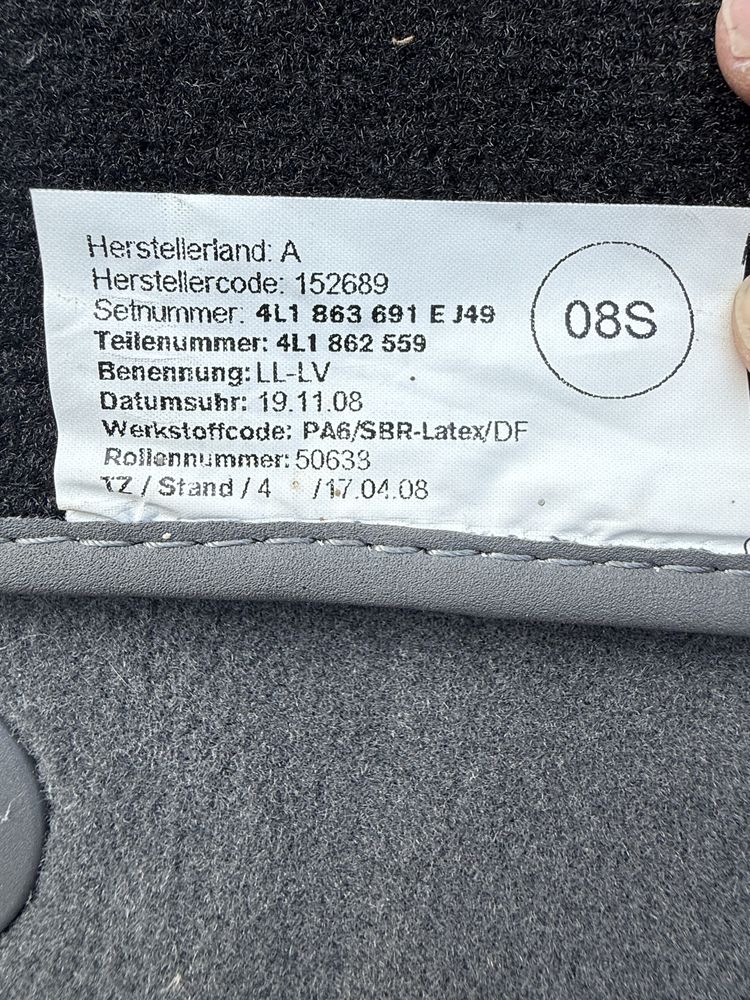 Herstellerland: A
Herstellercode: 152689
Setnummer: 4L1 863 691 E J49
08S
Teilenummer: 4L1 862 559
Benennung: LL-LV
Datumsuhr: 19.11.08
Werkstoffcode: PA6/SBR-Latex/DF
Rollennummer: 50633
TZ / Stand / 4 /17.04.08